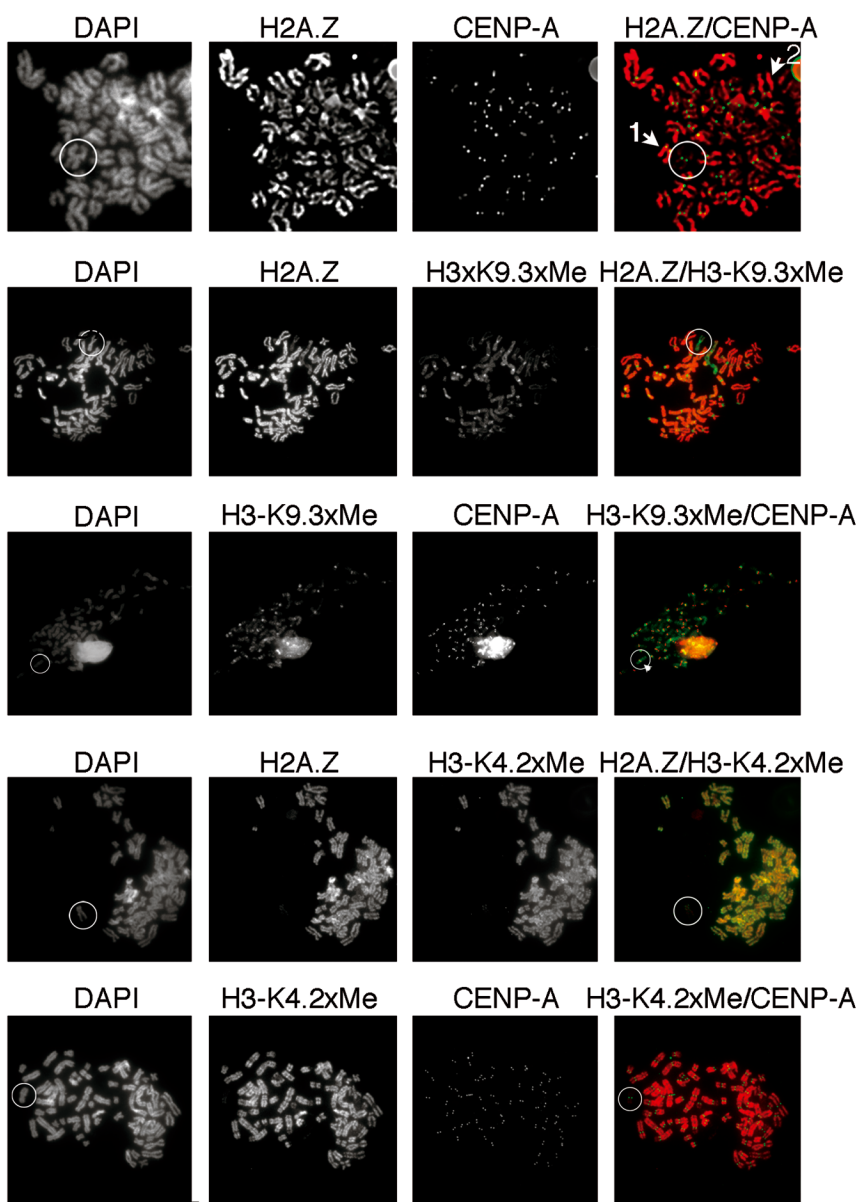 DAPI H2A.Z CENP-A H2A.Z/CENP-A
2
1
DAPI H2A.Z H3xK9.3xMe H2A.Z/H3-K9.3xMe
DAPI H3-K9.3xMe CENP-A H3-K9.3xMe/CENP-A
DAPI H2A.Z H3-K4.2xMe H2A.Z/H3-K4.2xMe
DAPI H3-K4.2xMe CENP-A H3-K4.2xMe/CENP-A